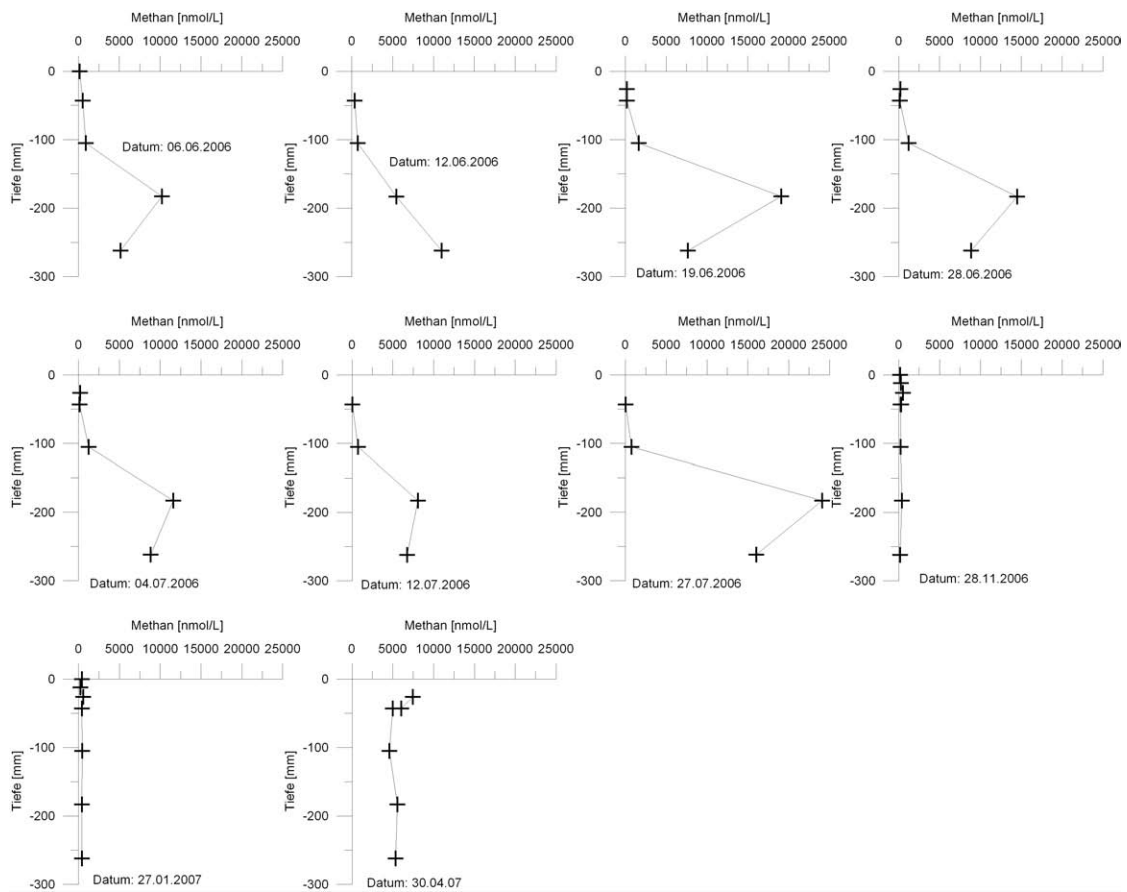 Methan [nmol/L] Methan [nmol/L] Methan [nmol/L] Methan [nmol/L]
0 5000 10000 15000 20000 25000 0 5000 10000 15000 20000 25000 0 5000 10000 15000 20000 25000 0 5000 10000 15000 20000 25000
0 0 0 0
-100 -100 -100 -100
Datum: 06.06.2006
Datum: 12.06.2006
Tiefe [mm] Tiefe [mm] Tiefe [mm] Tiefe [mm]
-200 -200 -200 -200
Datum: 19.06.2006 Datum: 28.06.2006
-300 -300 -300 -300
Methan [nmol/L] Methan [nmol/L] Methan [nmol/L] Methan [nmol/L]
0 5000 10000 15000 20000 25000 0 5000 10000 15000 20000 25000 0 5000 10000 15000 20000 25000 0 5000 10000 15000 20000 25000
0 0 0 0
-100 -100 -100 -100
Tiefe [mm] Tiefe [mm] Tiefe [mm] Tiefe [mm]
-200 -200 -200 -200
-300 -300 -300 -300
Datum: 04.07.2006 Datum: 12.07.2006 Datum: 27.07.2006 Datum: 28.11.2006
Methan [nmol/L] Methan [nmol/L]
0 5000 10000 15000 20000 25000 0 5000 10000 15000 20000 25000
0 0
-100 -100
Tiefe [mm] Tiefe [mm]
-200 -200
-300 -300
Datum: 27.01.2007 Datum: 30.04.07